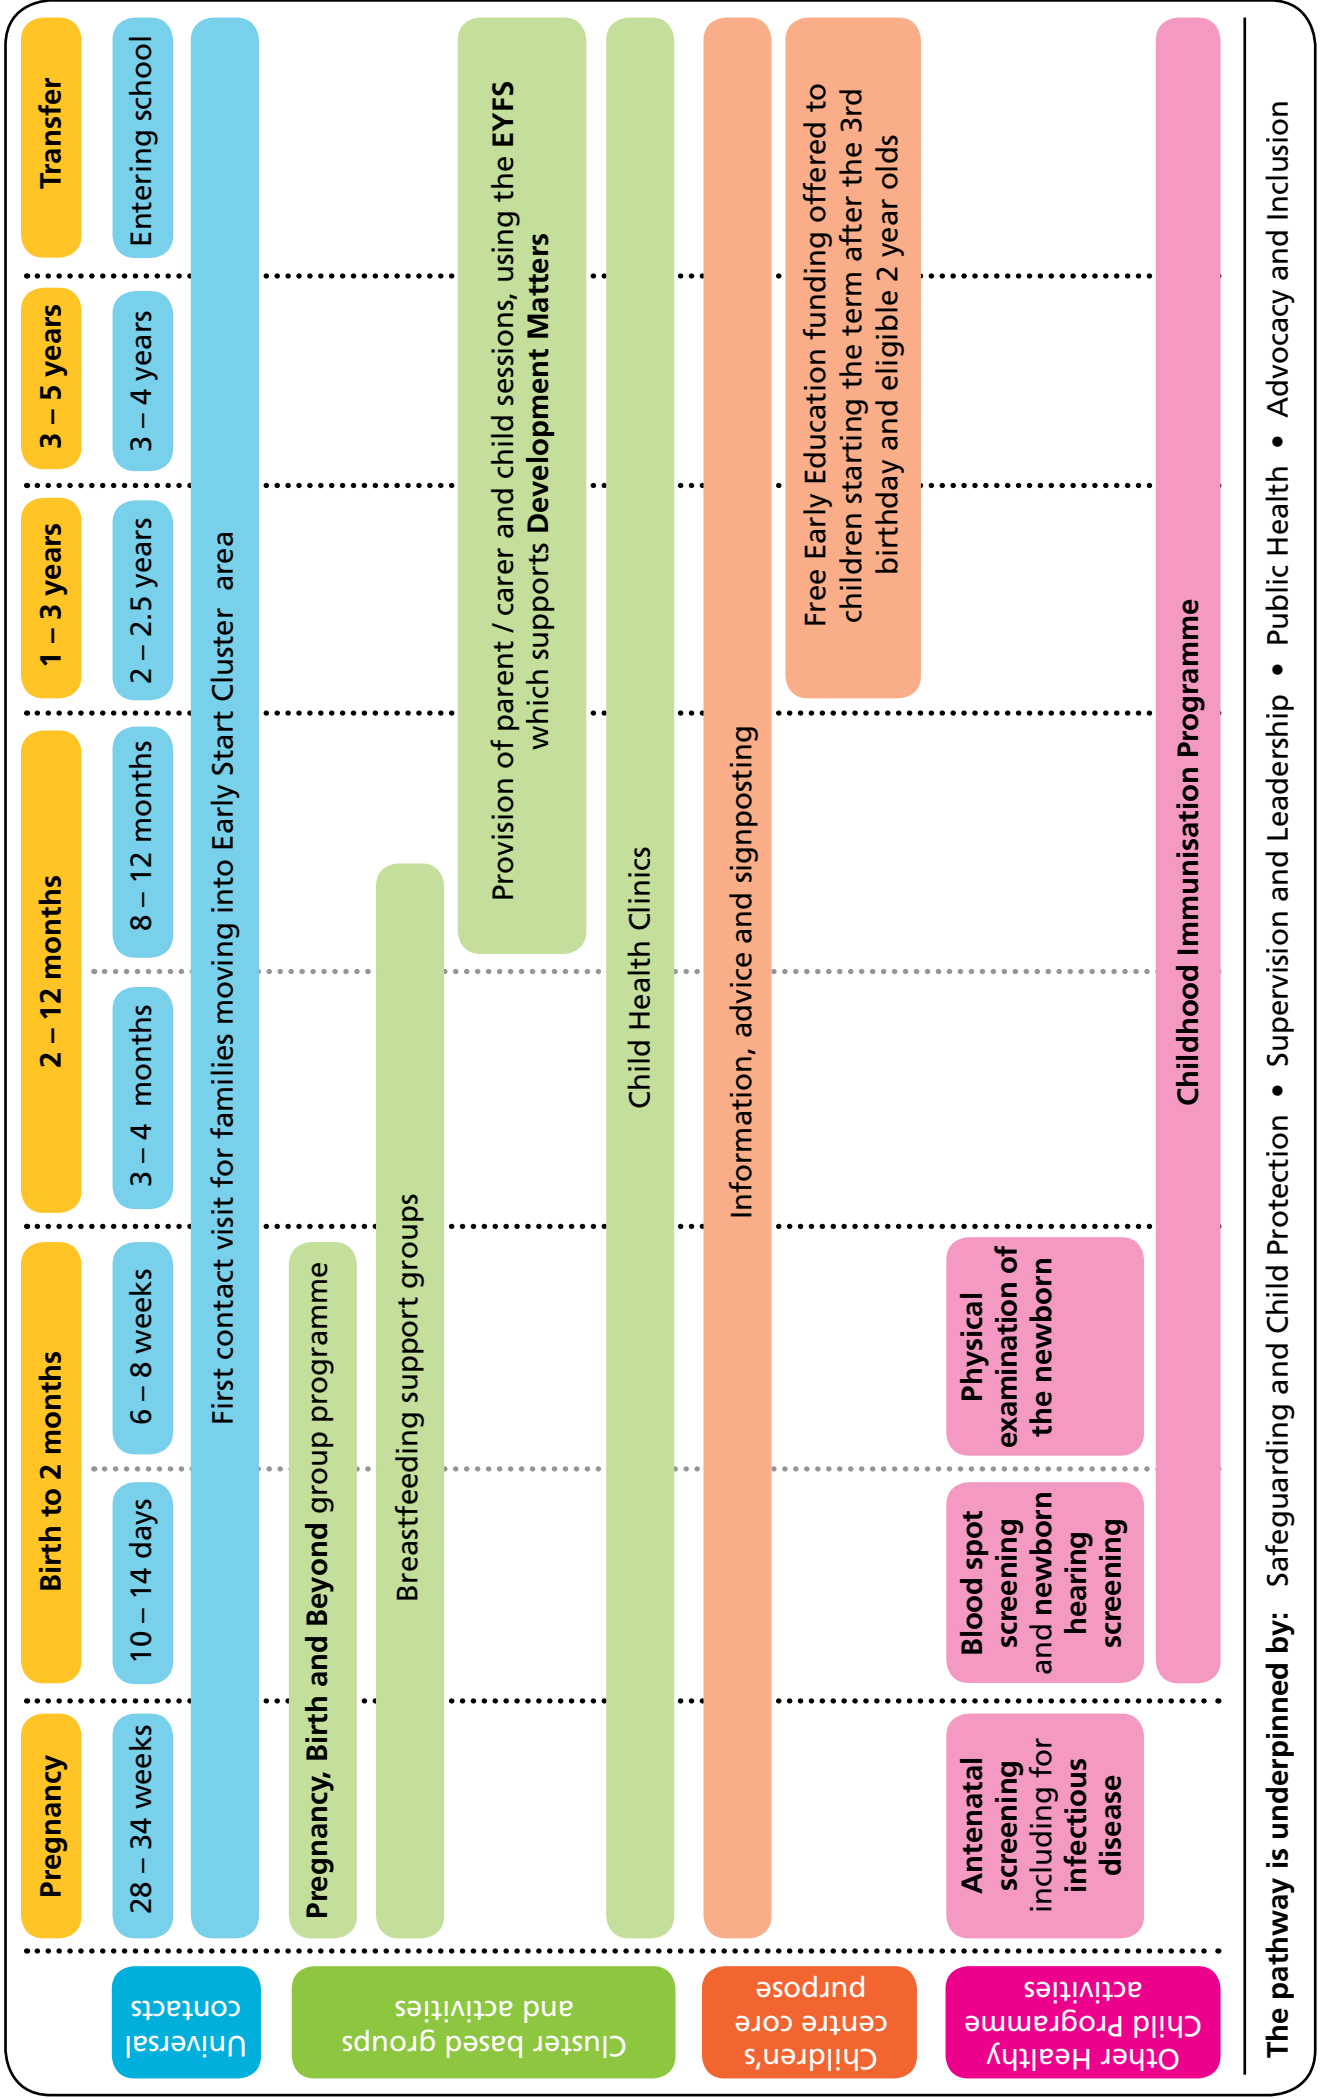 Pregnancy
Birth to 2 months
2 – 12 months
1 – 3 years
3 – 5 years
Transfer
Universal
contacts
28 – 34 weeks
10 – 14 days
6 – 8 weeks
3 – 4 months
8 – 12 months
2 – 2.5 years
3 – 4 years
Entering school
First contact visit for families moving into Early Start Cluster area
Cluster based groups
and activities
Pregnancy, Birth and Beyond group programme
Breastfeeding support groups
Provision of parent / carer and child sessions, using the EYFS
which supports Development Matters
Child Health Clinics
Children's
centre core
purpose
Information, advice and signposting
Free Early Education funding offered to
children starting the term after the 3rd
birthday and eligible 2 year olds
Other Healthy
Child Programme
activities
Antenatal
screening
including for
infectious
disease
Blood spot
screening
and newborn
hearing
screening
Physical
examination of
the newborn
Childhood Immunisation Programme
The pathway is underpinned by: Safeguarding and Child Protection • Supervision and Leadership • Public Health • Advocacy and Inclusion